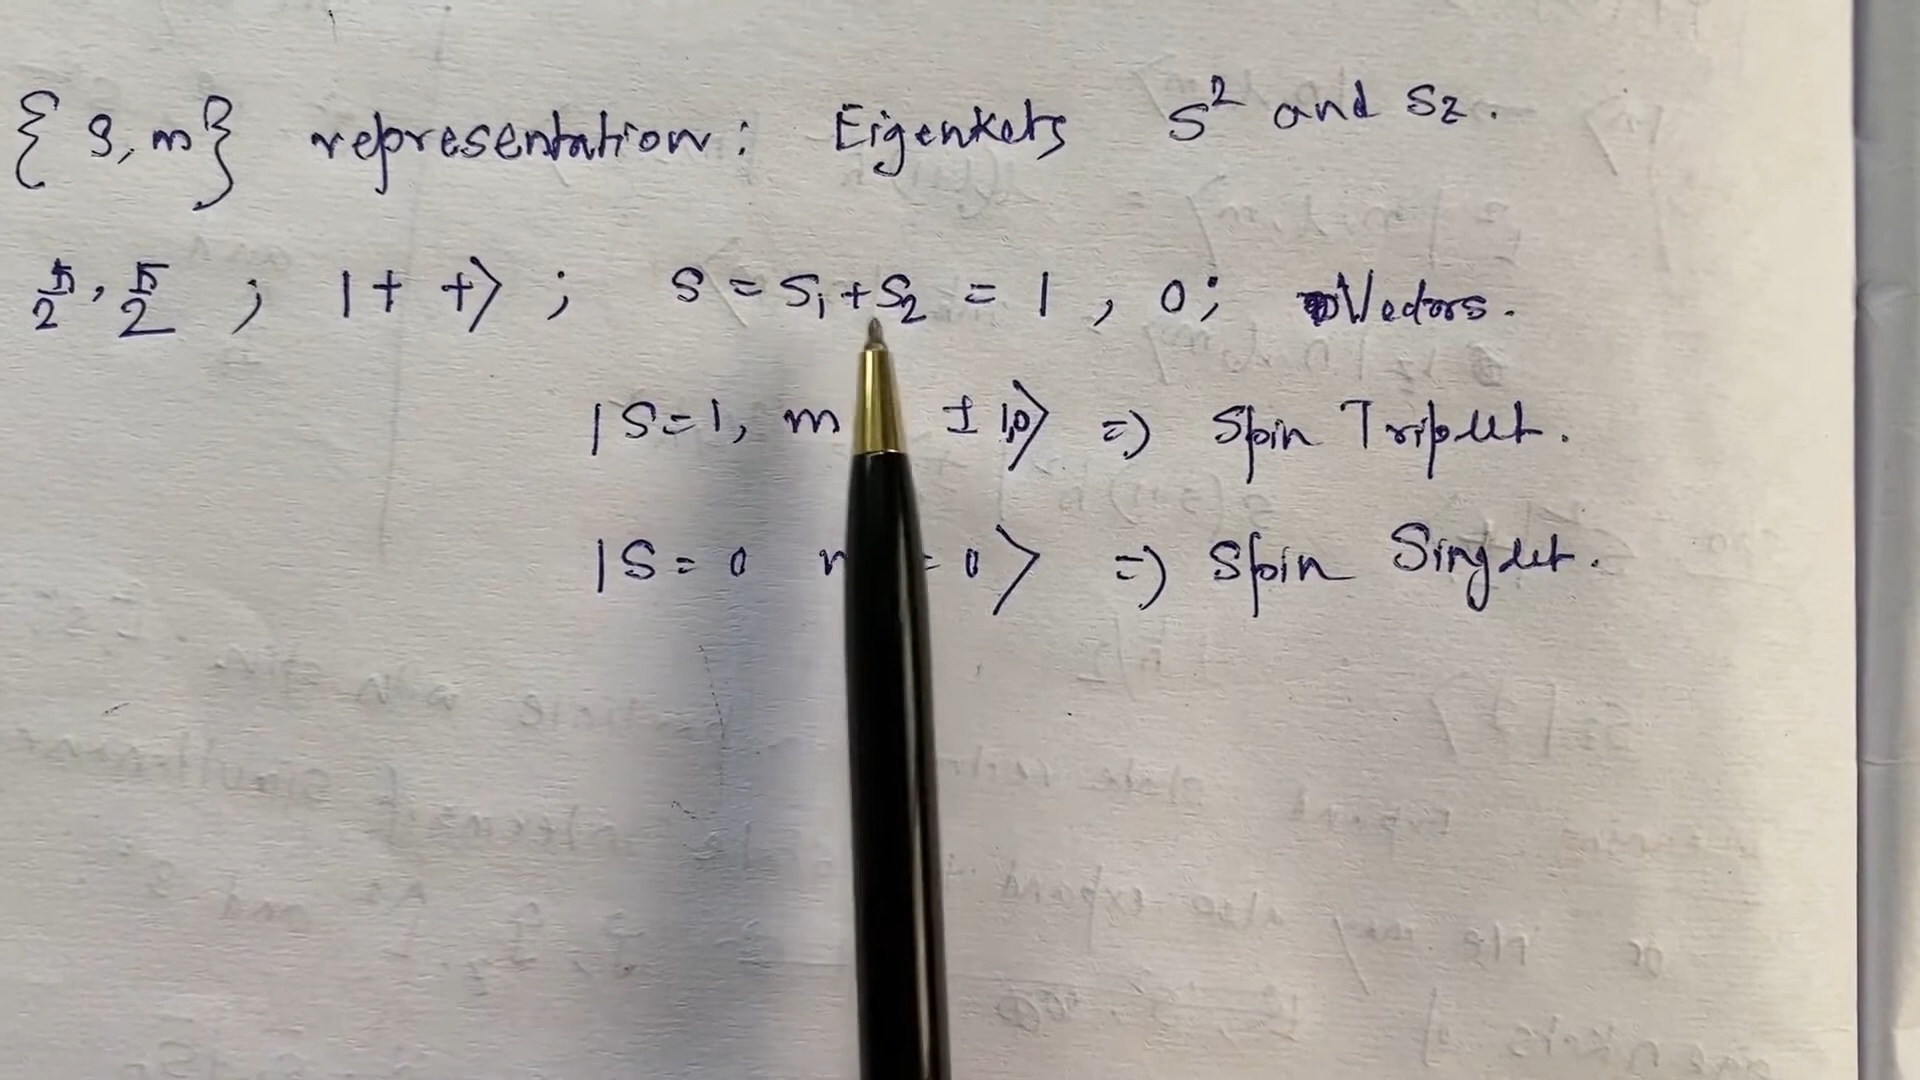 { S, m } representation : Eigenkets S² and Sz.
ħ/2, ħ/2 ; |+ +⟩ ; S = S₁ + S₂ = 1 , 0 ; Vectors.
|S=1, m ± 1,0⟩ => Spin Triplet.
|S = 0 = 0⟩ => Spin Singlet.